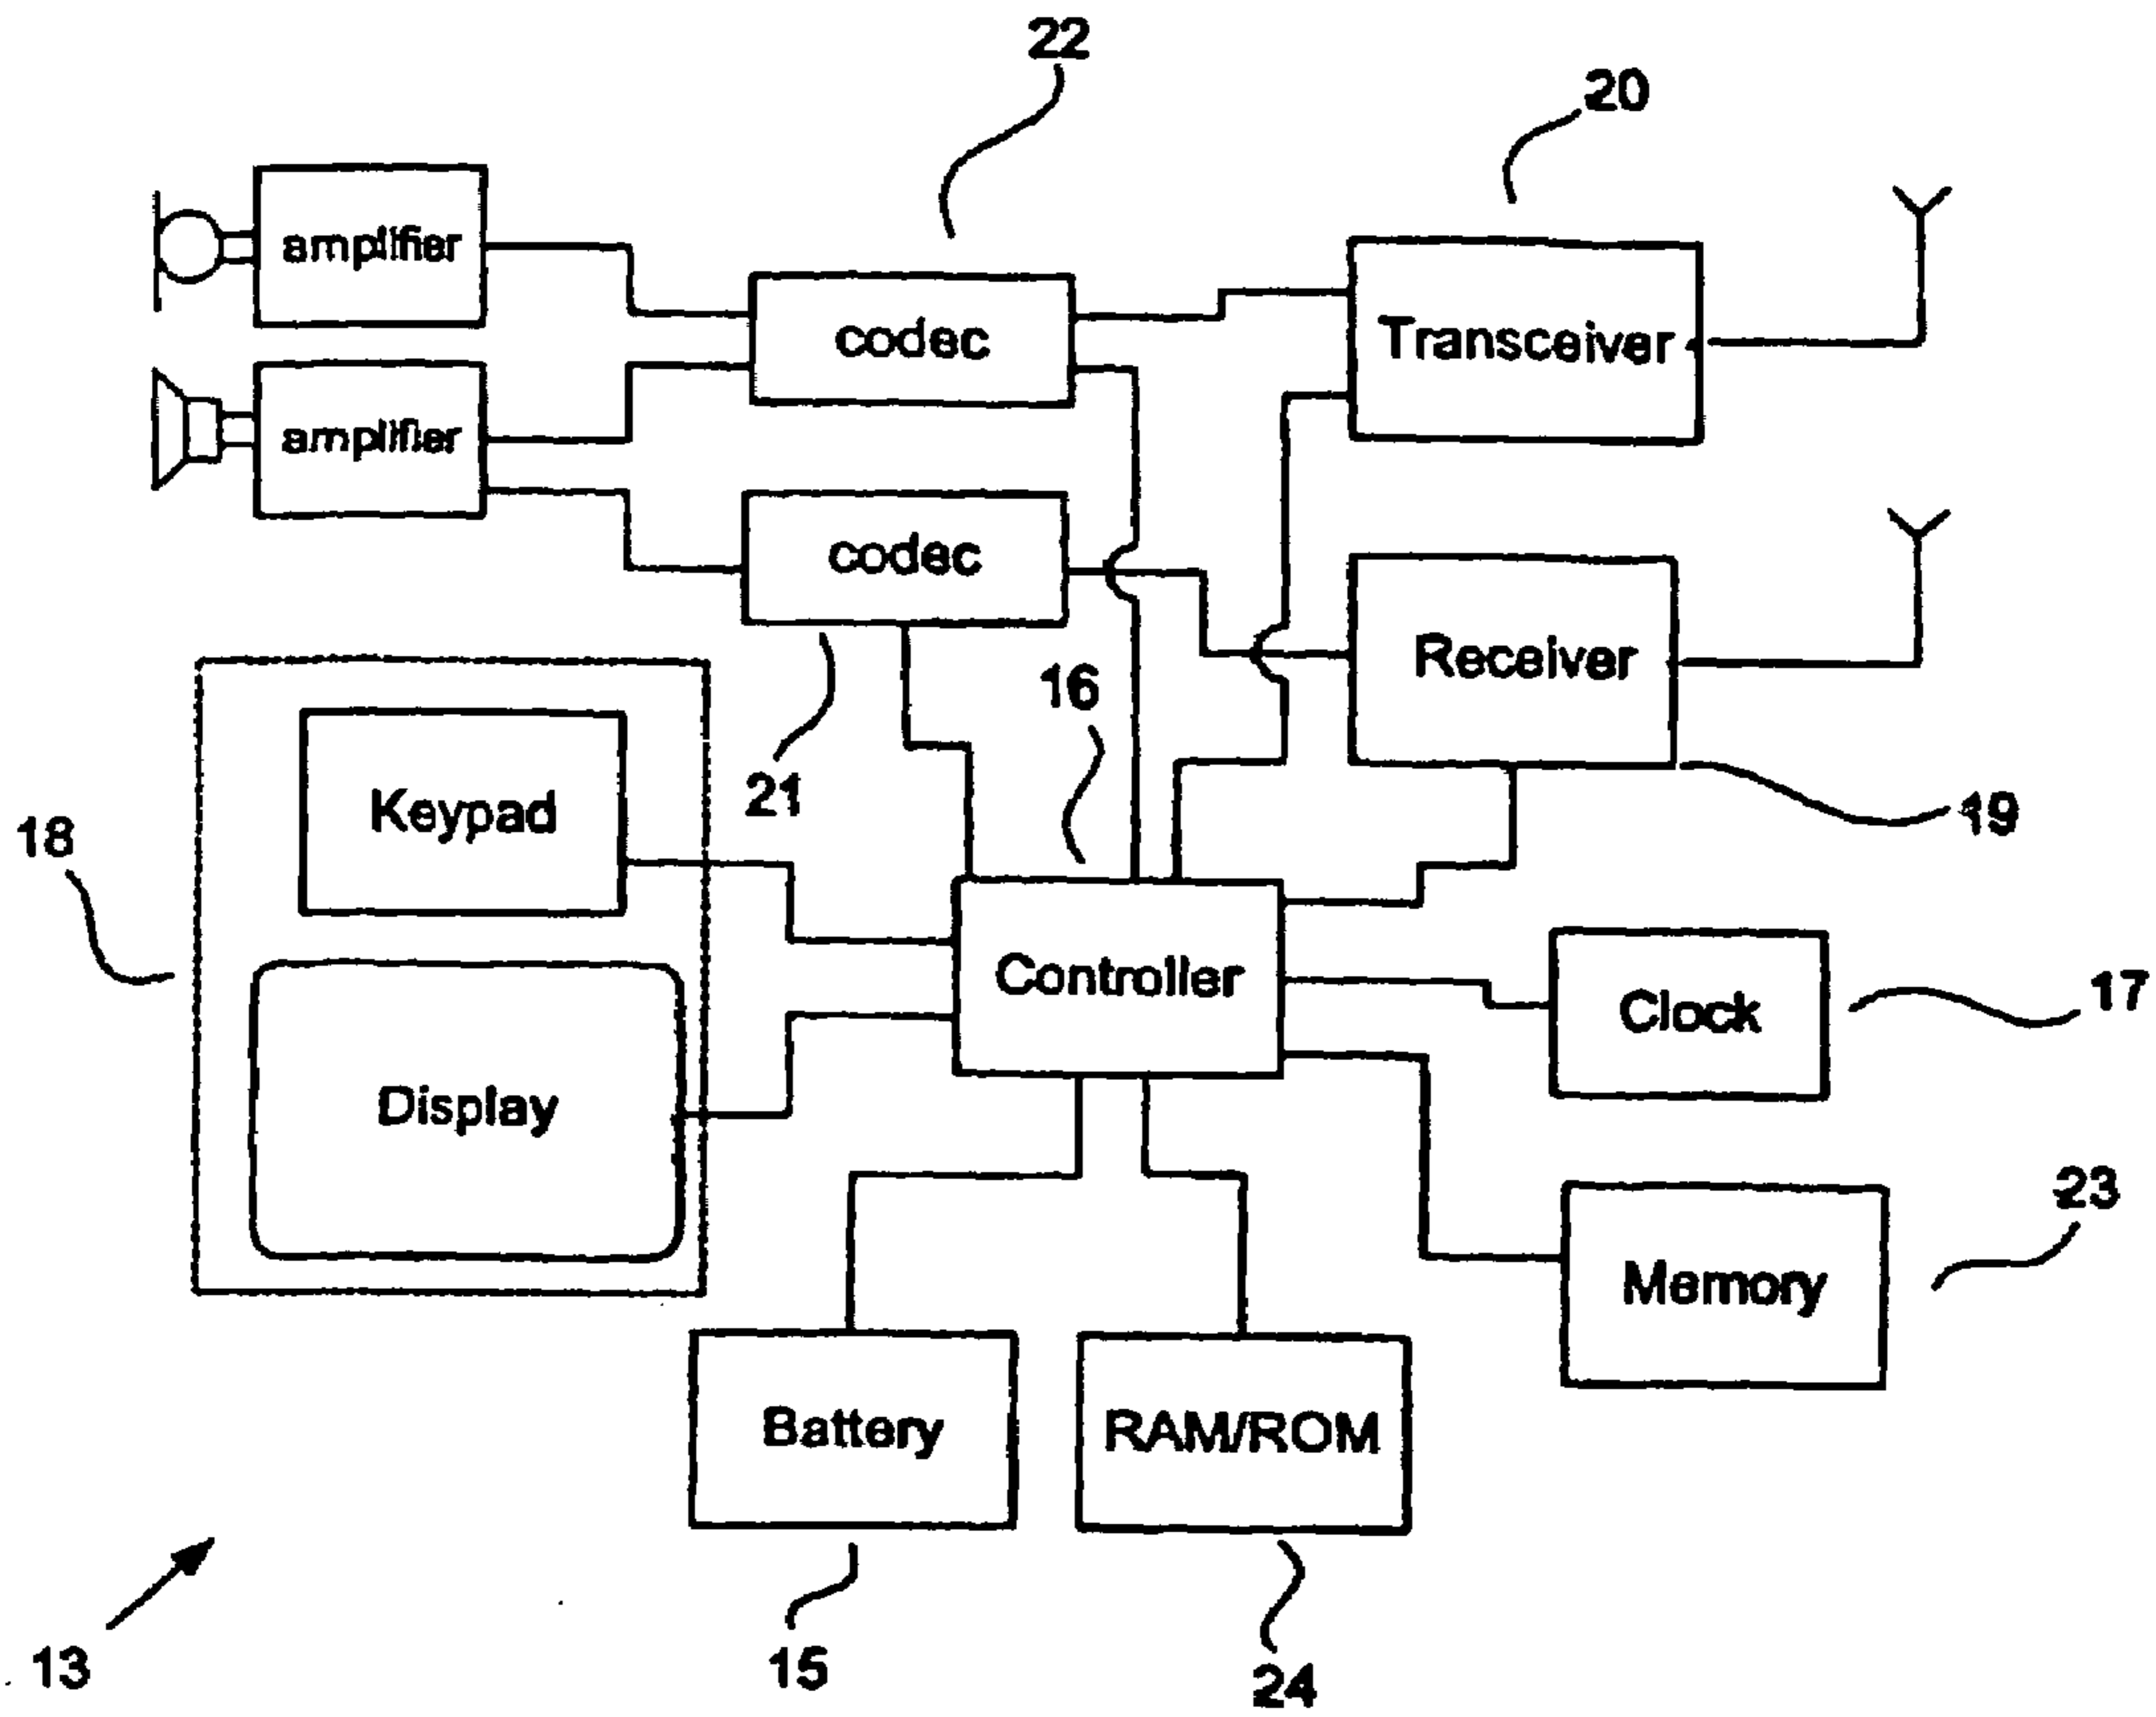 22
20
amplifier
codec
Transceiver
amplifier
codec
Receiver
16
21
Keypad
19
18
Controller
Clock
17
Display
23
Memory
Battery
RAM/ROM
13
15
24